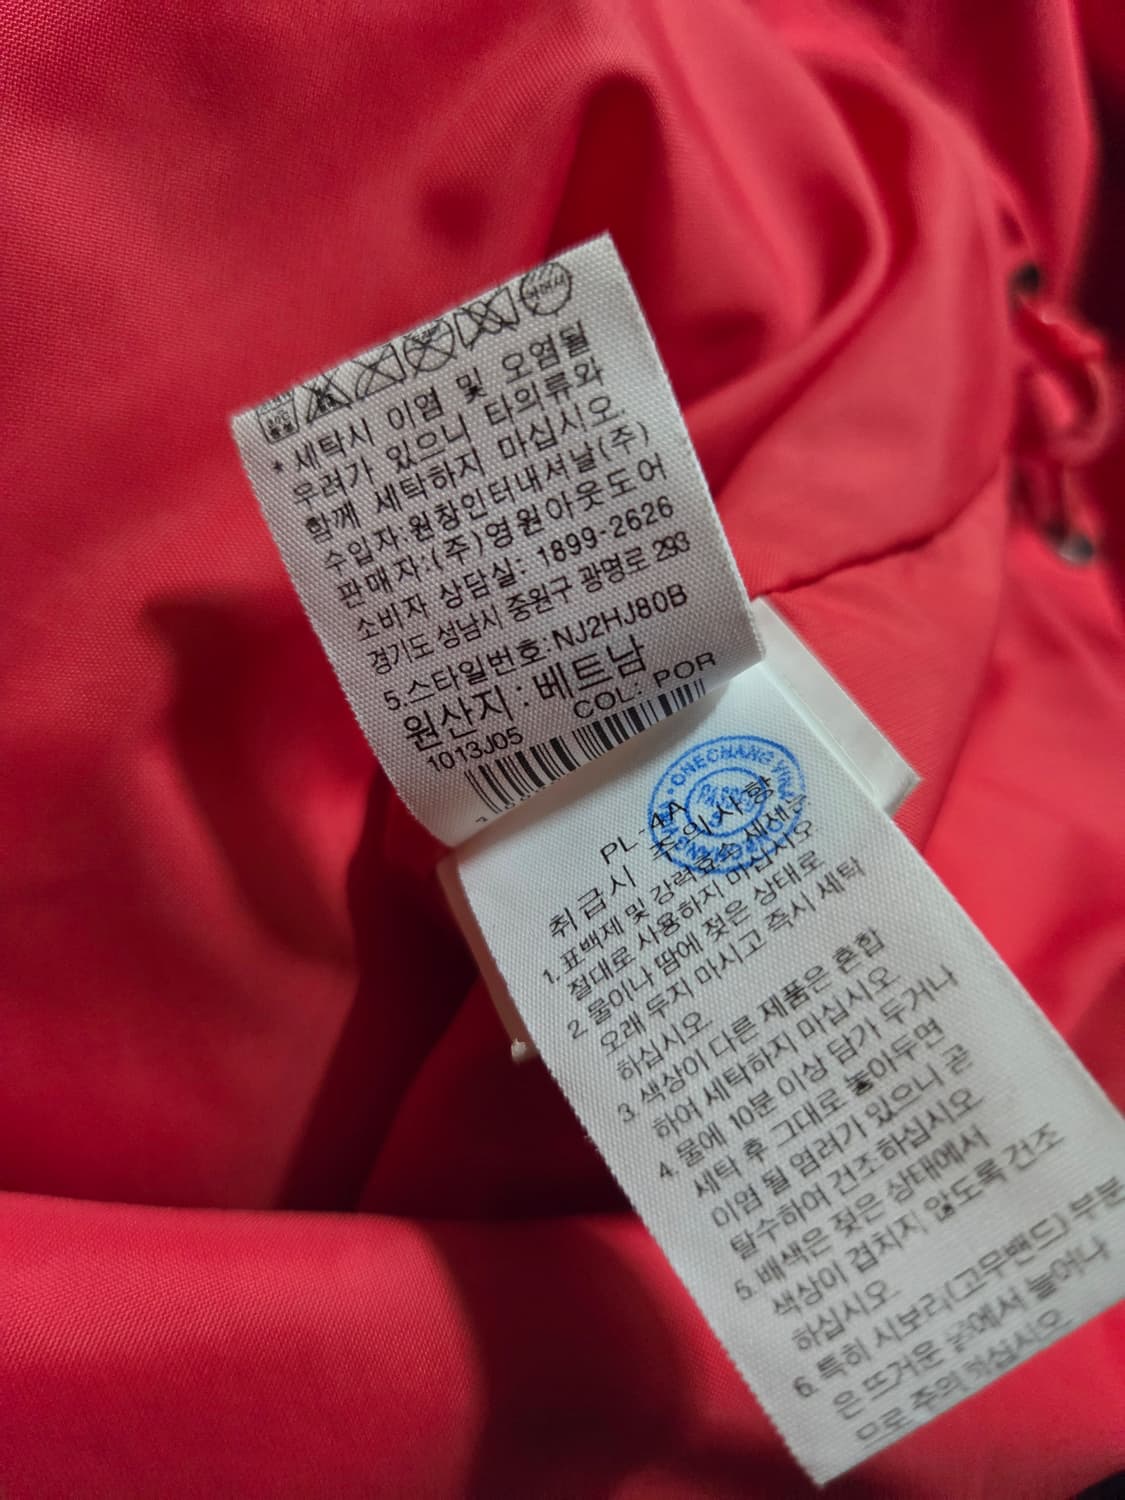 * 세탁시 이염 및 오염될
우려가 있으니 타의류와
함께 세탁하지 마십시오.
수입자:원창인터내셔날(주)
판매자:(주)영원아웃도어
소비자 상담실: 1899-2626
경기도 성남시 중원구 광명로 293
5.스타일번호:NJ2HJ80B
원산지 : 베트남
1013J05 COL: POR
ONECHANG VINA
PL-4A
취급시 주의사항
1. 표백제 및 강력효소 세제는
절대로 사용하지 마십시오
2. 물이나 땀에 젖은 상태로
오래 두지 마시고 즉시 세탁
하십시오.
3. 색상이 다른 제품은 혼합
하여 세탁하지 마십시오.
4. 물에 10분 이상 담가 두거나
세탁 후 그대로 놓아두면
이염 될 염려가 있으니 곧
탈수하여 건조하십시오.
5. 배색은 젖은 상태에서
색상이 겹치지 않도록 건조
하십시오.
6. 특히 시보리(고무밴드) 부분
은 뜨거운 물에서 늘어나
므로 주의 하십시오.